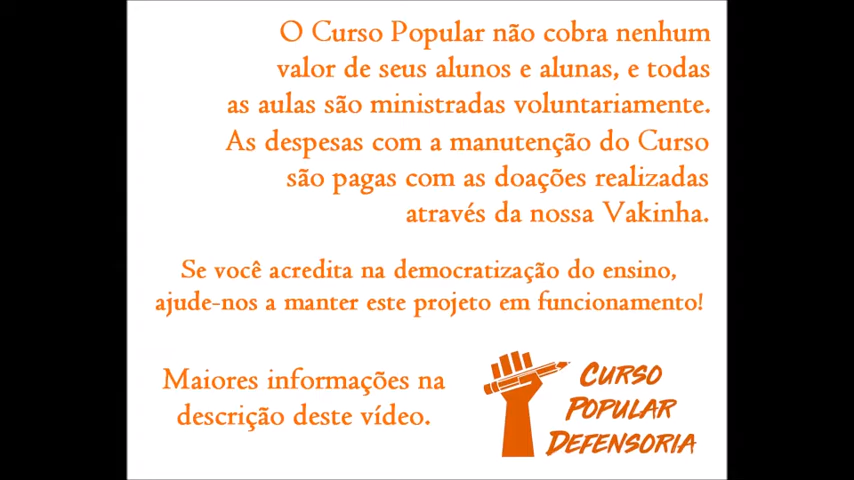 O Curso Popular não cobra nenhum
valor de seus alunos e alunas, e todas
as aulas são ministradas voluntariamente.
As despesas com a manutenção do Curso
são pagas com as doações realizadas
através da nossa Vakinha.
Se você acredita na democratização do ensino,
ajude-nos a manter este projeto em funcionamento!
Maiores informações na
descrição deste vídeo.
CURSO
POPULAR
DEFENSORIA